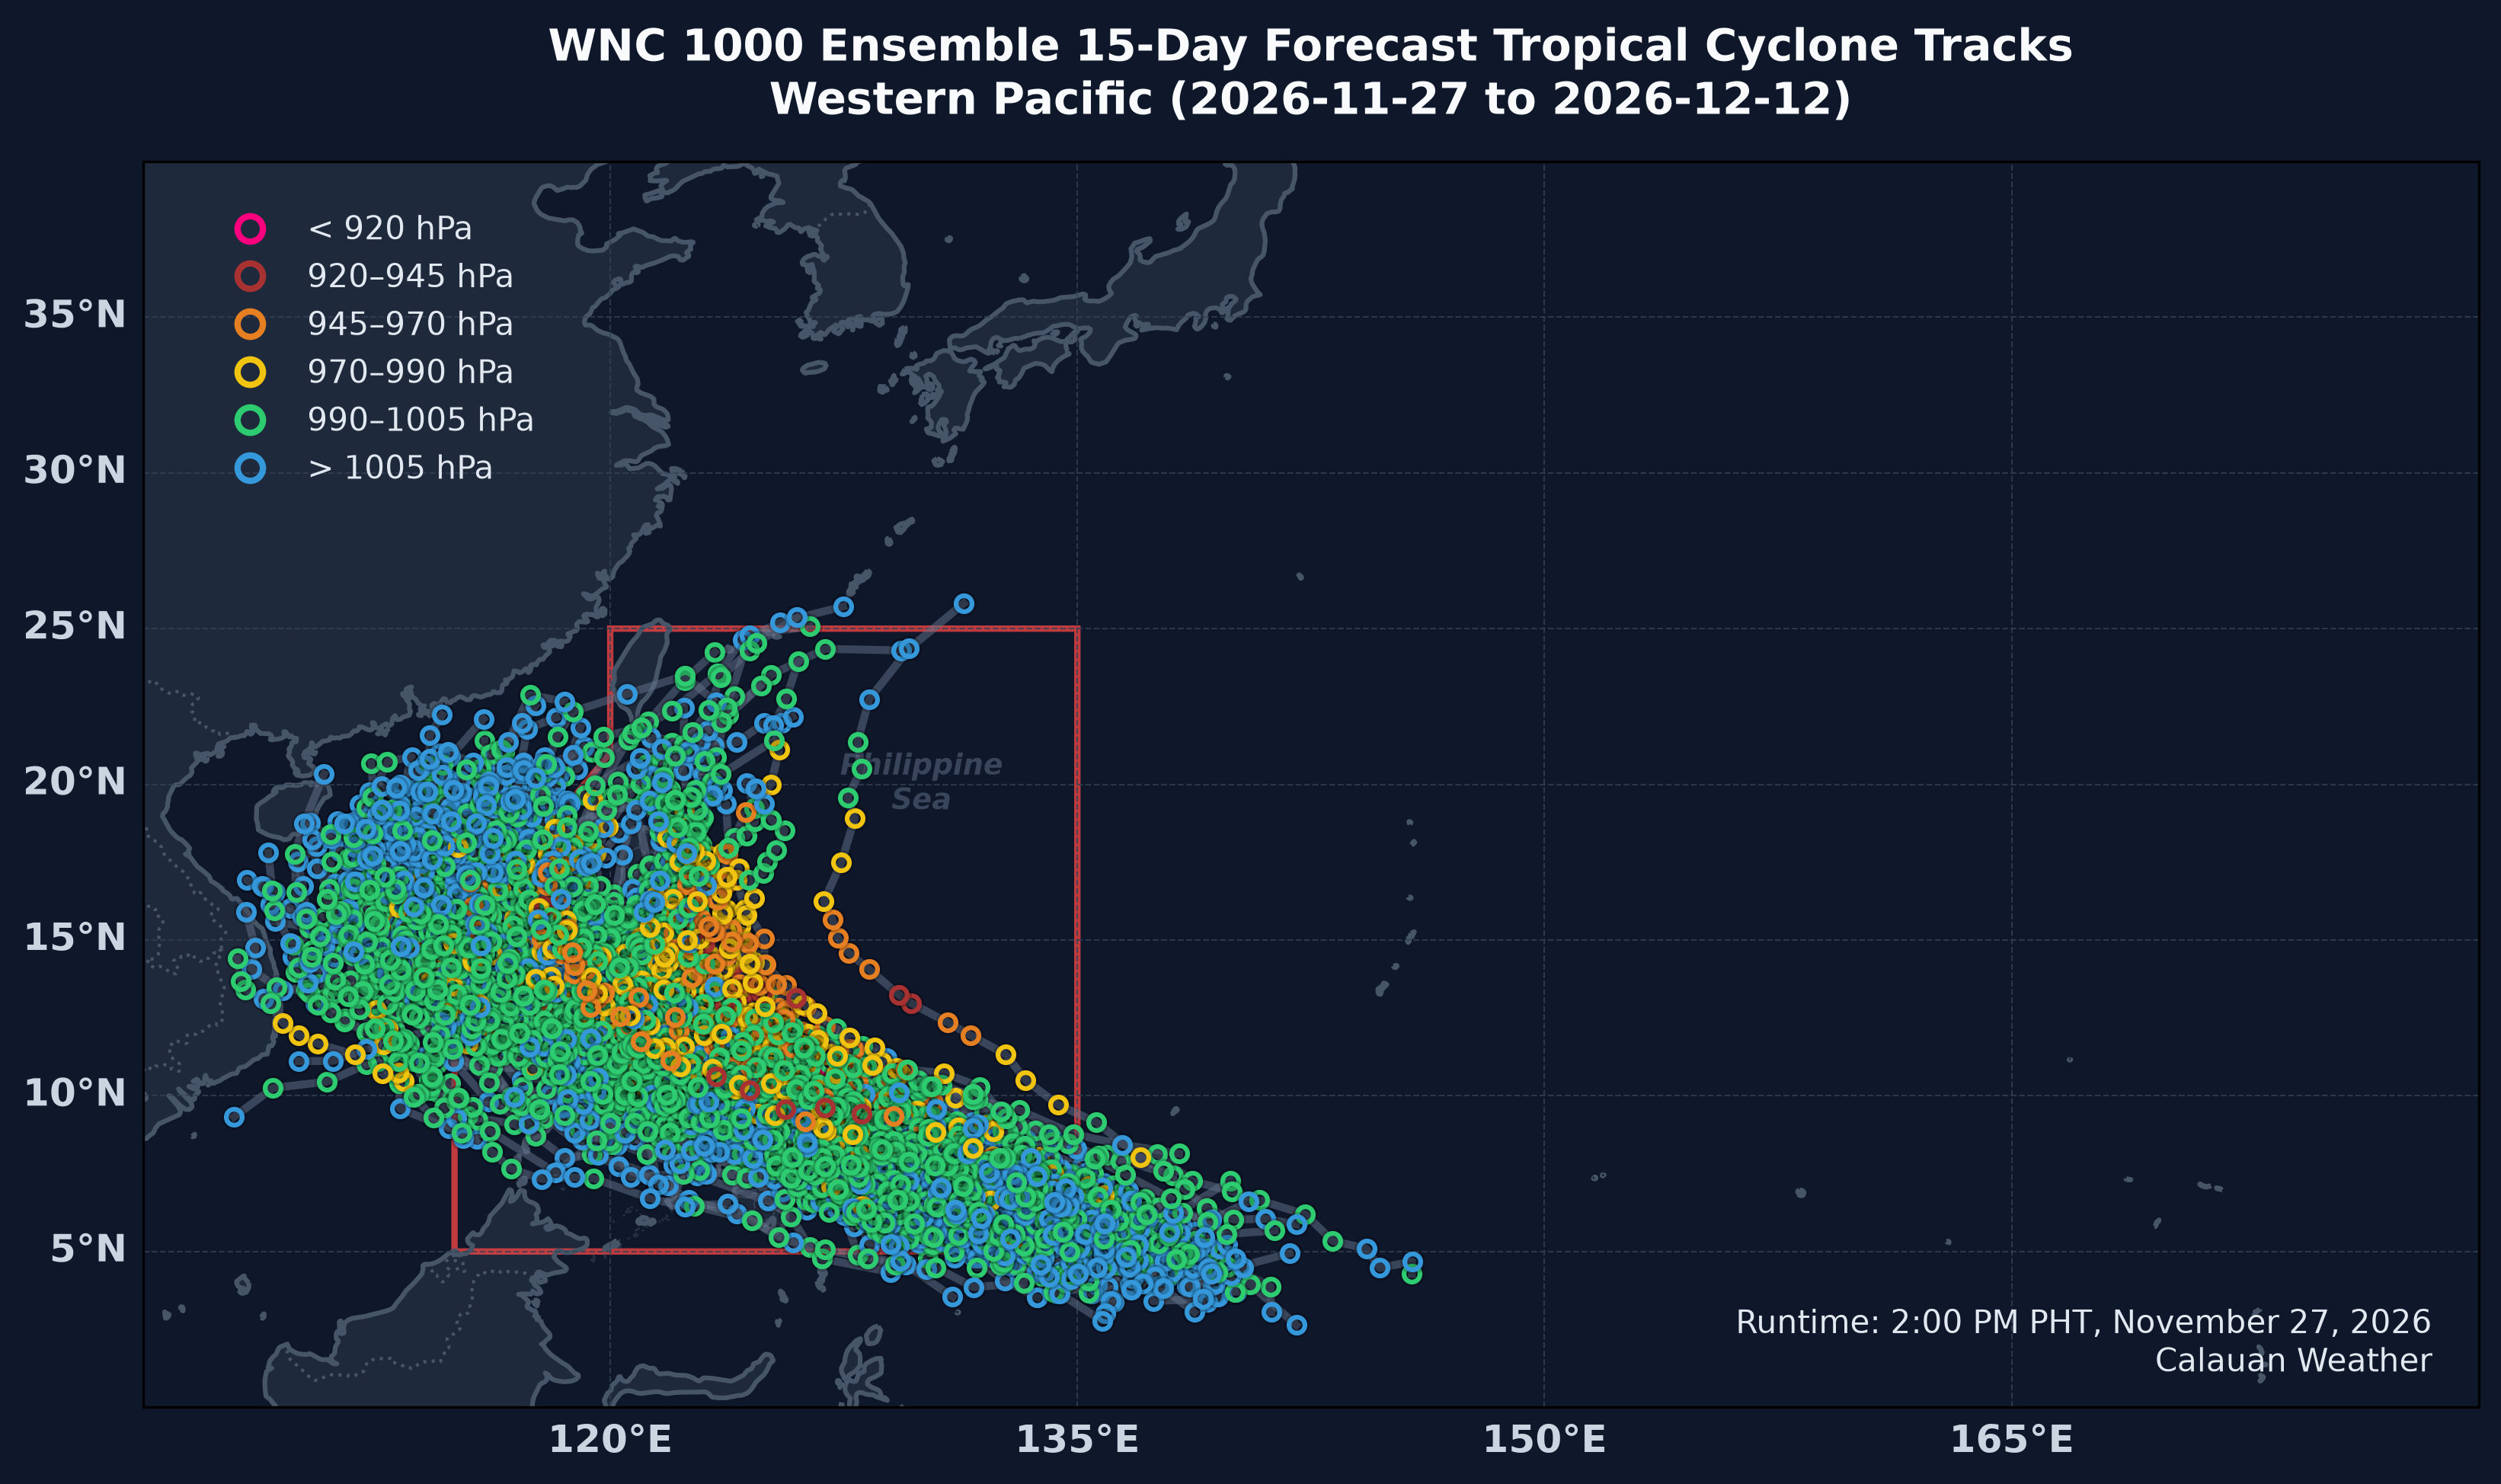 WNC 1000 Ensemble 15-Day Forecast Tropical Cyclone Tracks
Western Pacific (2026-11-27 to 2026-12-12)
< 920 hPa
920–945 hPa
945–970 hPa
970–990 hPa
990–1005 hPa
> 1005 hPa
35°N
30°N
25°N
20°N
15°N
10°N
5°N
Philippine
Sea
Runtime: 2:00 PM PHT, November 27, 2026
Calauan Weather
120°E
135°E
150°E
165°E